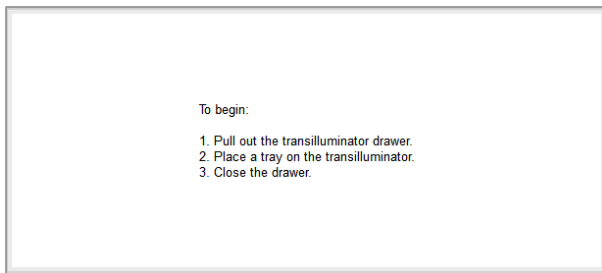 To begin:
1. Pull out the transilluminator drawer.
2. Place a tray on the transilluminator.
3. Close the drawer.